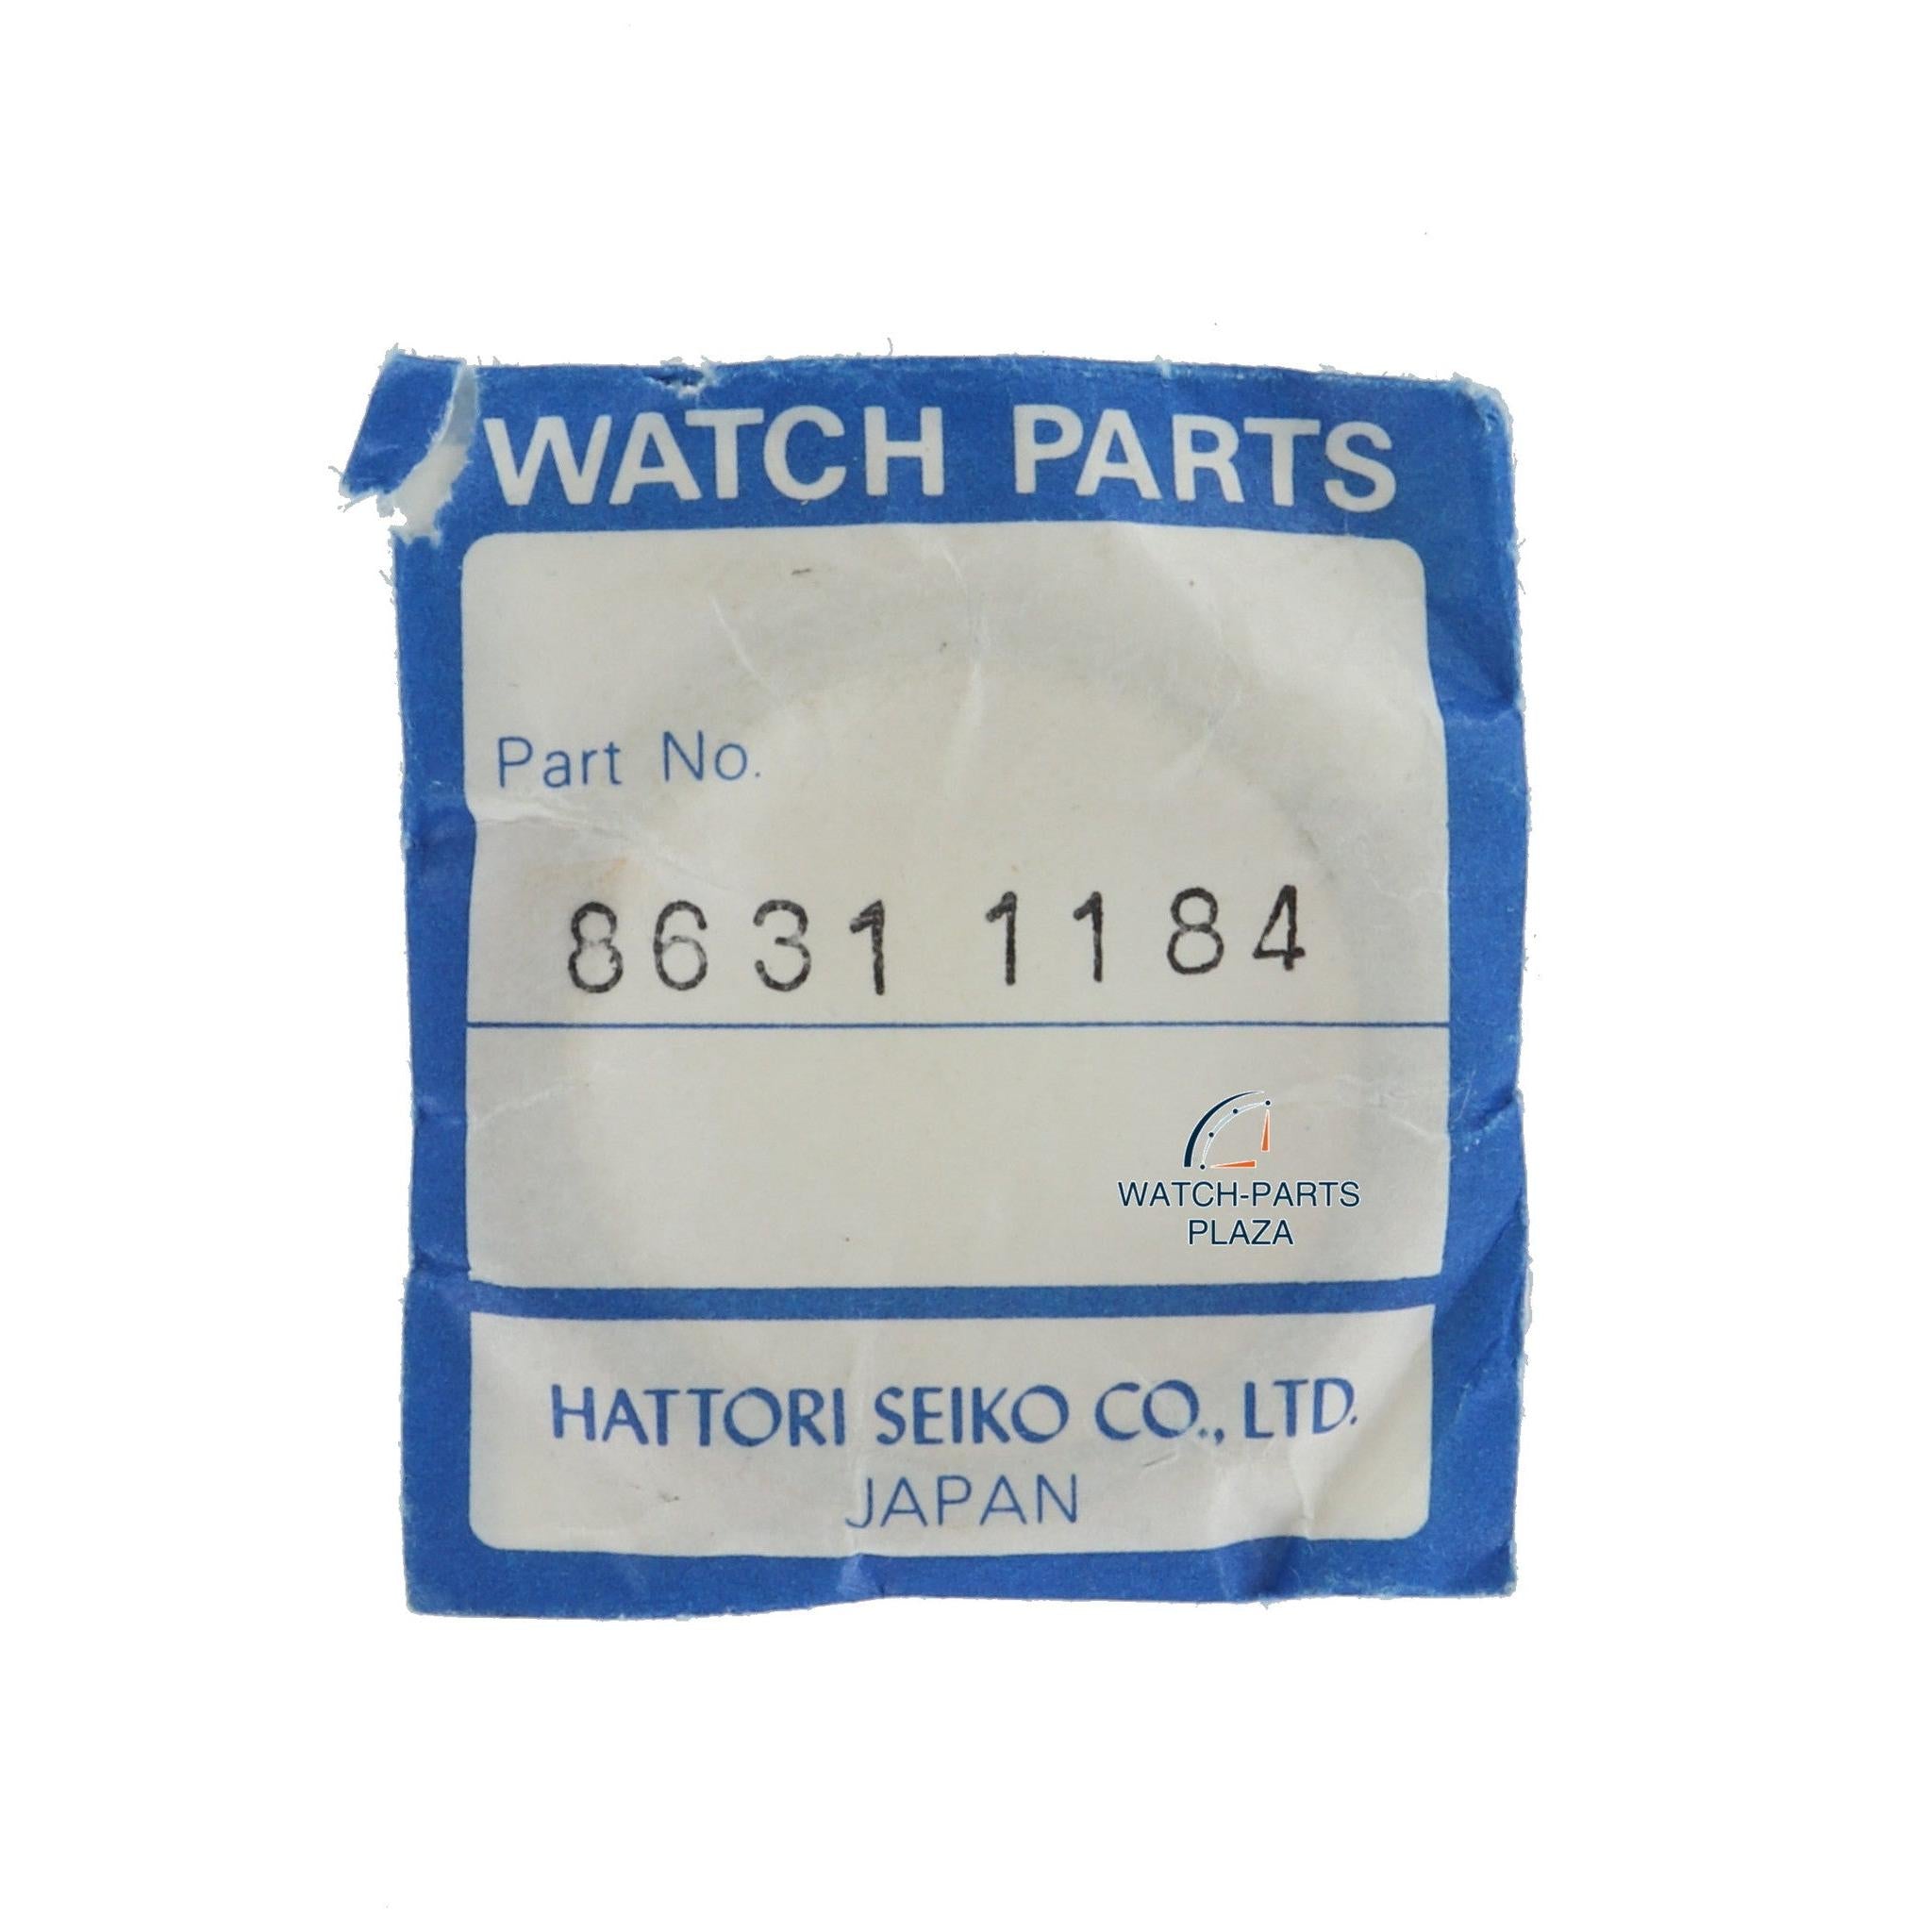 WATCH PARTS
Part No.
8631 1184
WATCH-PARTS
PLAZA
HATTORI SEIKO CO., LTD.
JAPAN